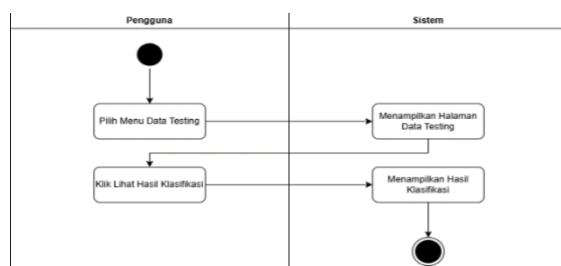 Pengguna
Sistem
Pilih Menu Data Testing
Menampilkan Halaman
Data Testing
Klik Lihat Hasil Klasifikasi
Menampilkan Hasil
Klasifikasi